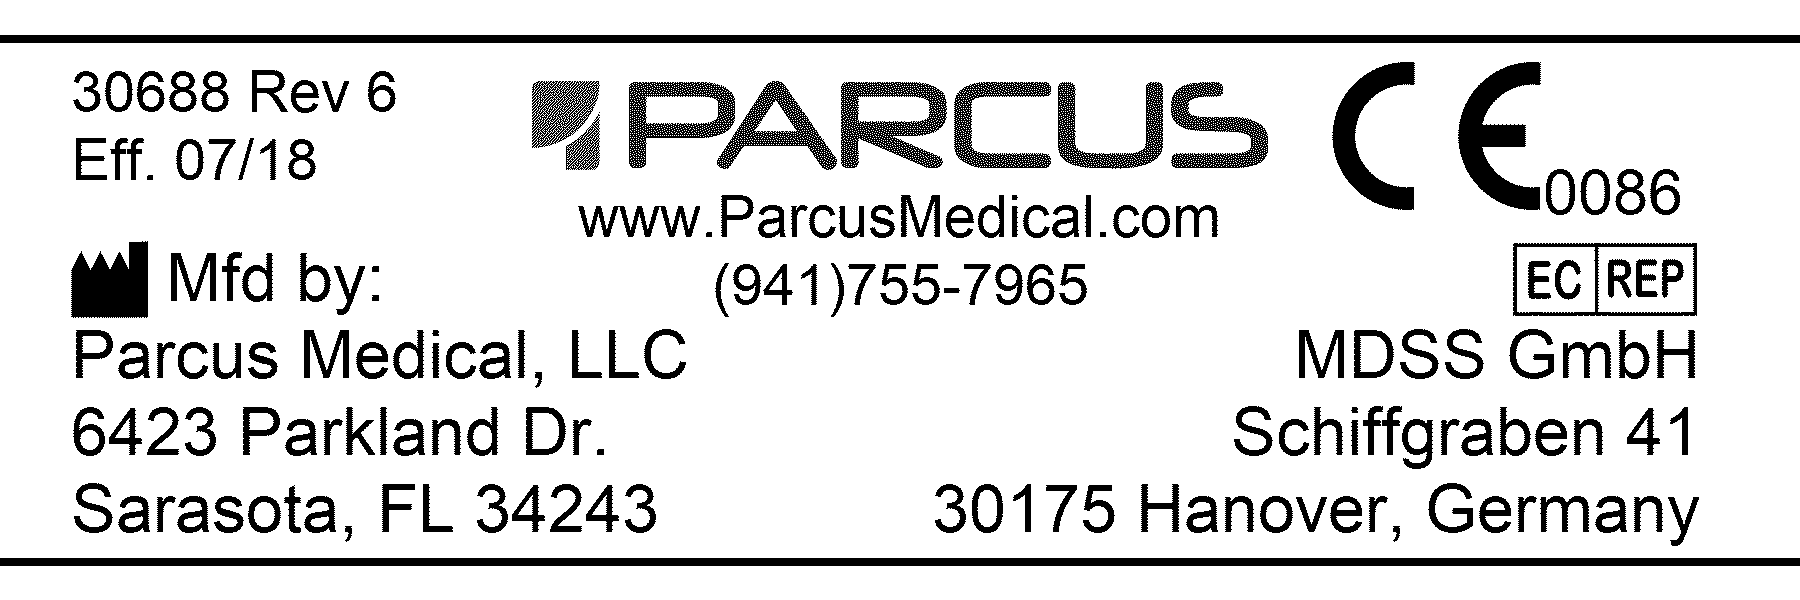 30688 Rev 6
Eff. 07/18
PARCUS
www.ParcusMedical.com
(941)755-7965
CE 0086
Mfd by:
Parcus Medical, LLC
6423 Parkland Dr.
Sarasota, FL 34243
EC REP
MDSS GmbH
Schiffgraben 41
30175 Hanover, Germany